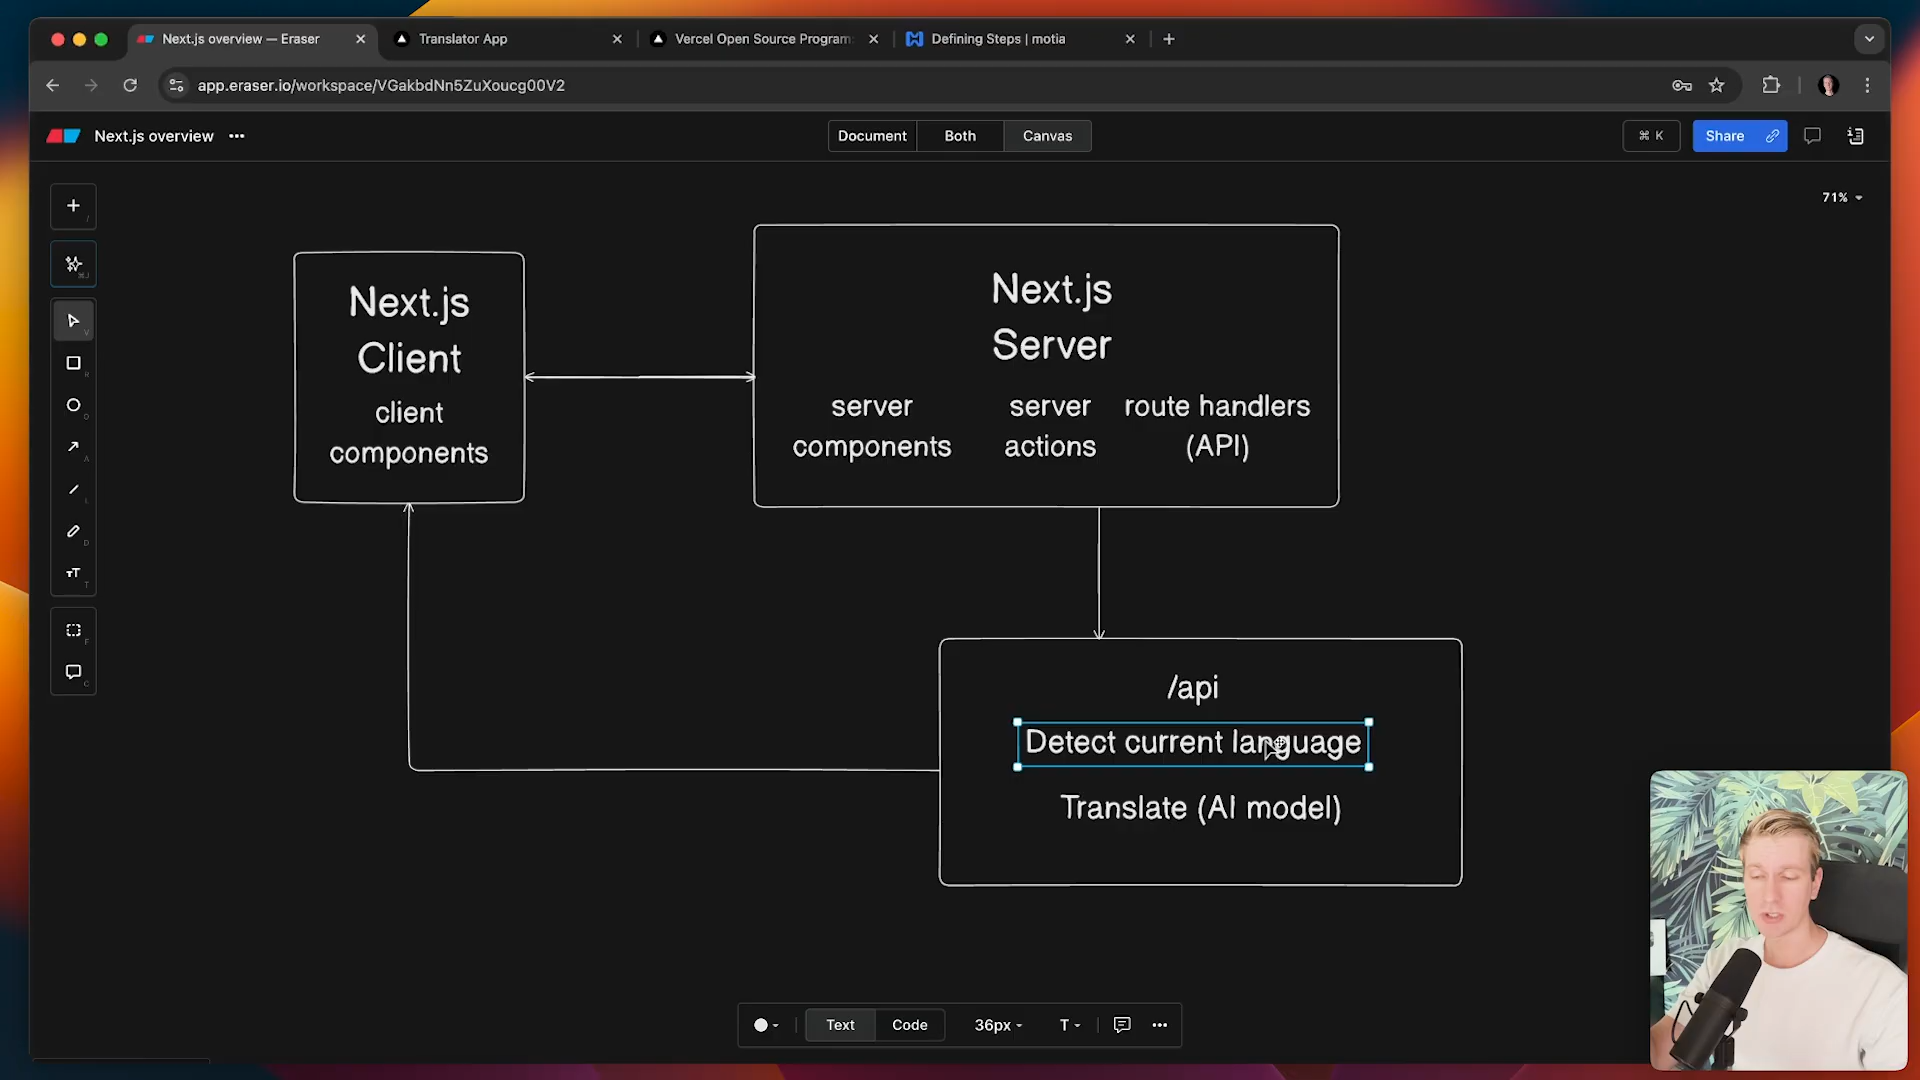 Next.js overview — Eraser
Translator App
Vercel Open Source Program
Defining Steps | motia
app.eraser.io/workspace/VGakbdNn5ZuXoucg00V2
Next.js overview
Document
Both
Canvas
⌘ K
Share
71%
Next.js
Client
client
components
Next.js
Server
server
components
server
actions
route handlers
(API)
/api
Detect current language
Translate (AI model)
Text
Code
36px
T